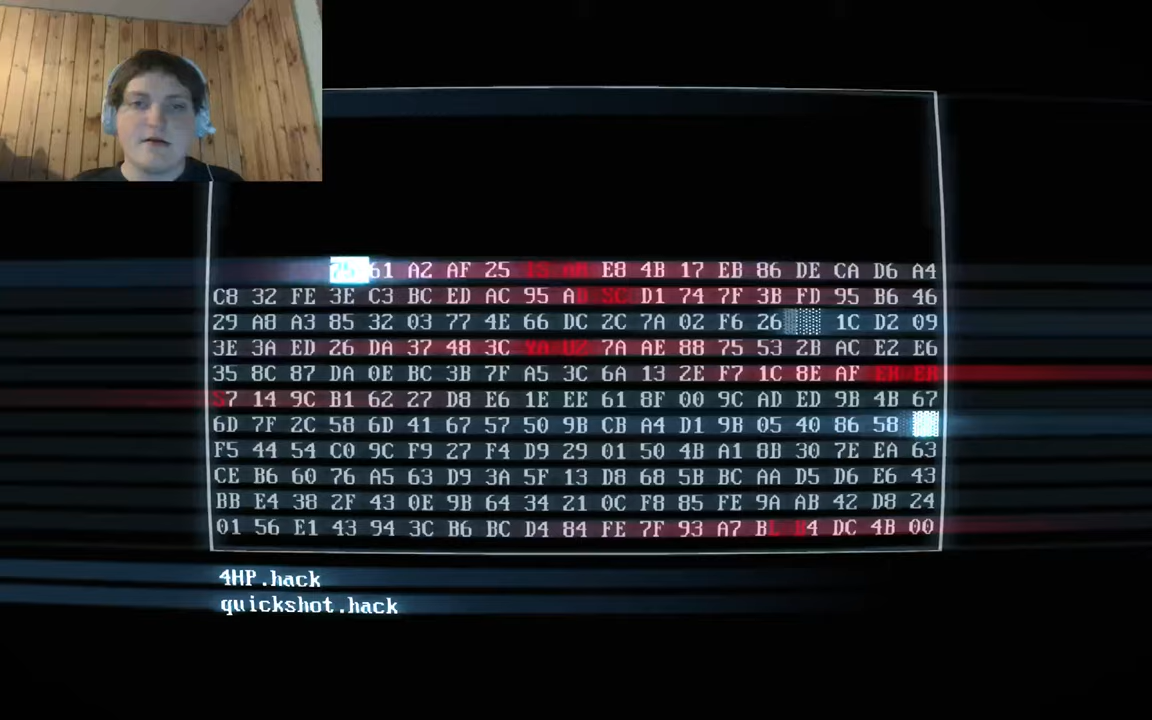 61 A2 AF 25 E8 4B 17 EB 86 DE CA D6 A4
C8 32 FE 3E C3 BC ED AC 95 A D1 74 7F 3B FD 95 B6 46
29 A8 A3 85 32 03 77 4E 66 DC 2C 7A 02 F6 26 1C D2 09
3E 3A ED 26 DA 37 48 3C 7A AE 88 75 53 2B AC E2 E6
35 8C 87 DA 0E BC 3B 7F A5 3C 6A 13 2E F7 1C 8E AF
7 14 9C B1 62 27 D8 E6 1E EE 61 8F 00 9C AD ED 9B 4B 67
6D 7F 2C 58 6D 41 67 57 50 9B CB A4 D1 9B 05 40 86 58
F5 44 54 C0 9C F9 27 F4 D9 29 01 50 4B A1 8B 30 7E EA 63
CE B6 60 76 A5 63 D9 3A 5F 13 D8 68 5B BC AA D5 D6 E6 43
BB E4 38 2F 43 0E 9B 64 34 21 0C F8 85 FE 9A AB 42 D8 24
01 56 E1 43 94 3C B6 BC D4 84 FE 7F 93 A7 B 4 DC 4B 00
4HP.hack
quickshot.hack